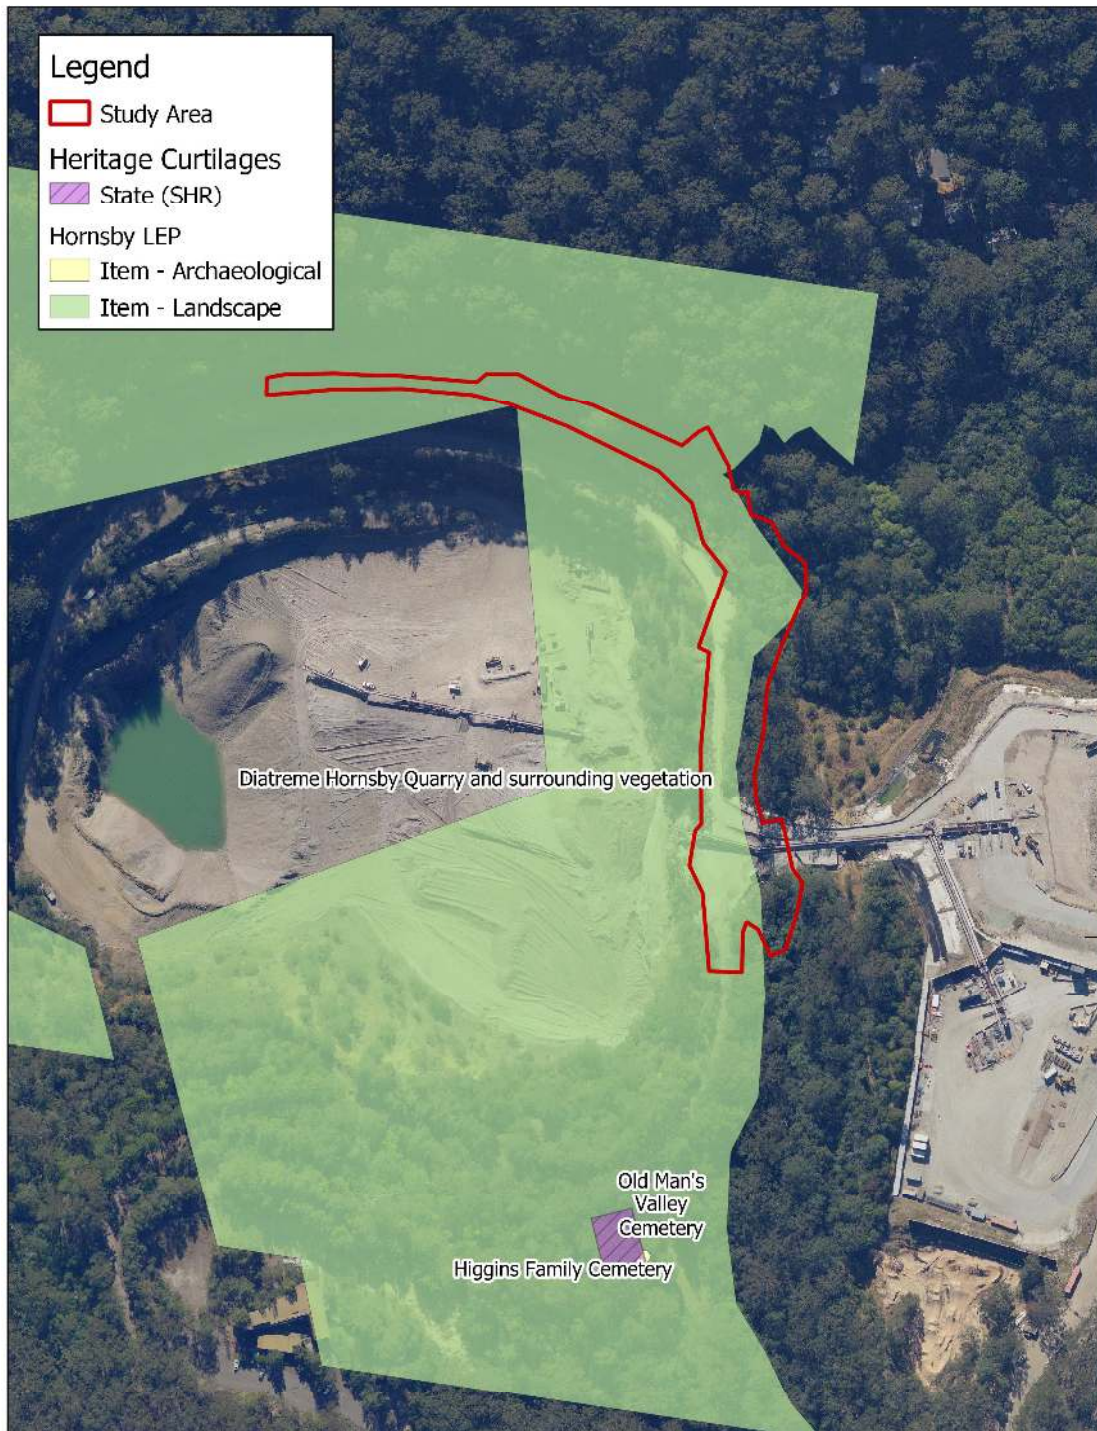 Legend
Study Area
Heritage Curtilages
State (SHR)
Hornsby LEP
Item - Archaeological
Item - Landscape
Diatreme Hornsby Quarry and surrounding vegetation
Old Man's
Valley
Cemetery
Higgins Family Cemetery